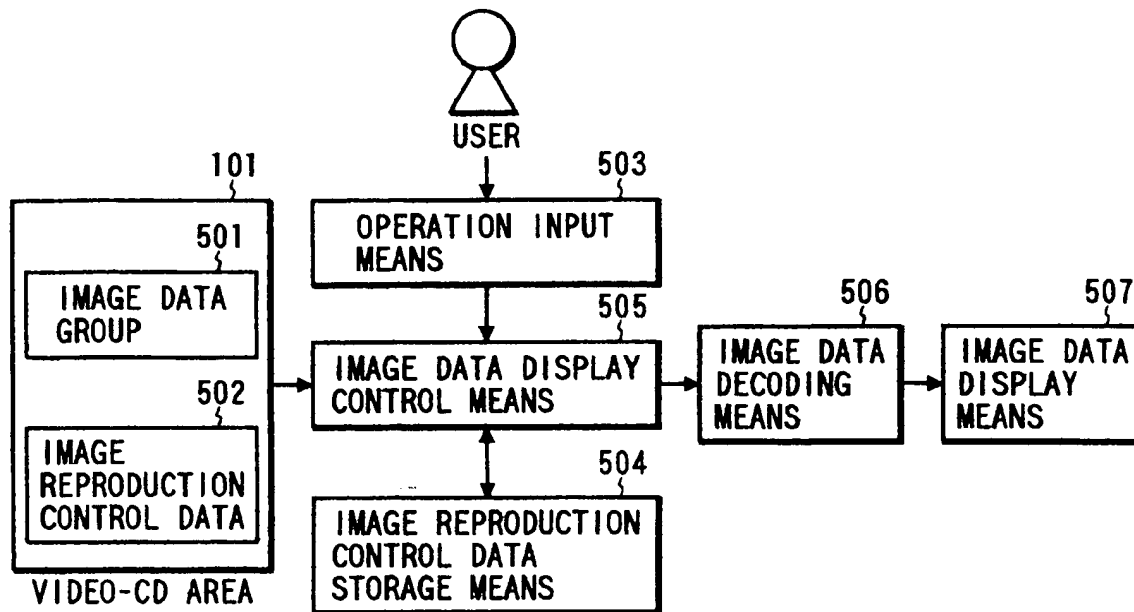 USER
101
503
501
OPERATION INPUT
MEANS
IMAGE DATA
GROUP
505
506
507
502
IMAGE DATA DISPLAY
CONTROL MEANS
IMAGE DATA
DECODING
MEANS
IMAGE DATA
DISPLAY
MEANS
IMAGE
REPRODUCTION
CONTROL DATA
504
IMAGE REPRODUCTION
CONTROL DATA
STORAGE MEANS
VIDEO-CD AREA